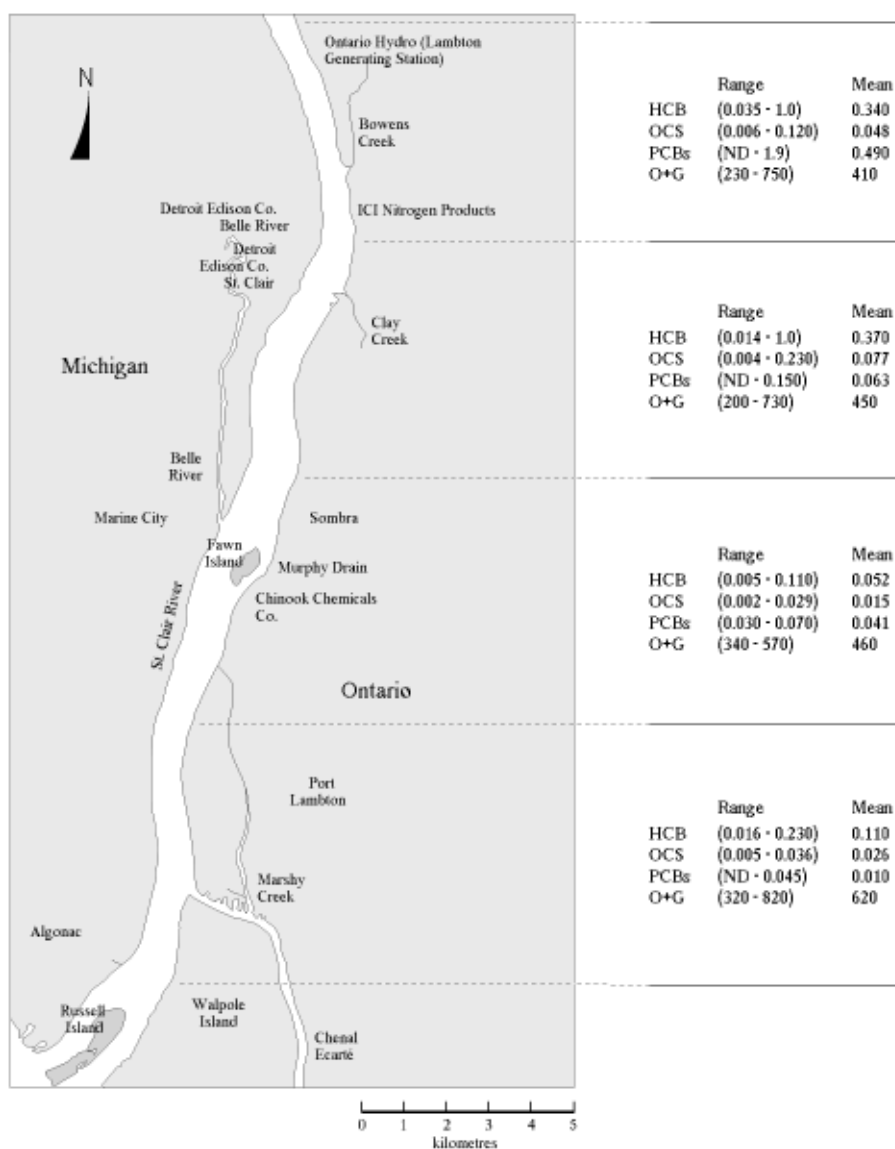 Ontario Hydro (Lambton
Generating Station)
N
Bowens
Creek
Detroit Edison Co.
Belle River
ICI Nitrogen Products
Detroit
Edison Co.
St. Clair
Clay
Creek
Michigan
Belle
River
Marine City
Sombra
Fawn
Island
Murphy Drain
Chinook Chemicals
Co.
St. Clair River
Ontario
Port
Lambton
Marshy
Creek
Algonac
Russell
Island
Walpole
Island
Chenal
Ecarté
0 1 2 3 4 5
kilometres
Range Mean
HCB (0.035 - 1.0) 0.340
OCS (0.006 - 0.120) 0.048
PCBs (ND - 1.9) 0.490
O+G (230 - 750) 410
Range Mean
HCB (0.014 - 1.0) 0.370
OCS (0.004 - 0.230) 0.077
PCBs (ND - 0.150) 0.063
O+G (200 - 730) 450
Range Mean
HCB (0.005 - 0.110) 0.052
OCS (0.002 - 0.029) 0.015
PCBs (0.030 - 0.070) 0.041
O+G (340 - 570) 460
Range Mean
HCB (0.016 - 0.230) 0.110
OCS (0.005 - 0.036) 0.026
PCBs (ND - 0.045) 0.010
O+G (320 - 820) 620